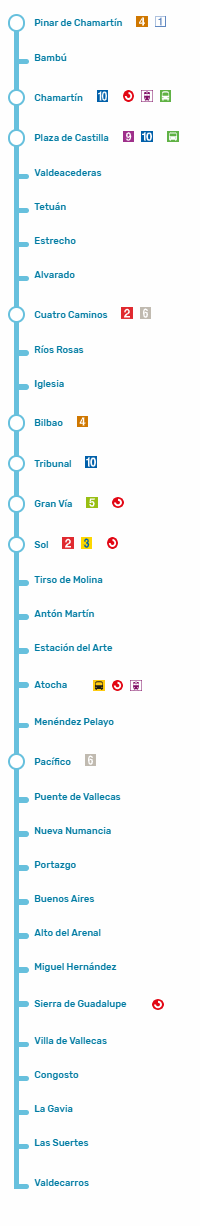 Pinar de Chamartín 4 1
Bambú
Chamartín 10
Plaza de Castilla 9 10
Valdeacederas
Tetuán
Estrecho
Alvarado
Cuatro Caminos 2 6
Ríos Rosas
Iglesia
Bilbao 4
Tribunal 10
Gran Vía 5
Sol 2 3
Tirso de Molina
Antón Martín
Estación del Arte
Atocha
Menéndez Pelayo
Pacífico 6
Puente de Vallecas
Nueva Numancia
Portazgo
Buenos Aires
Alto del Arenal
Miguel Hernández
Sierra de Guadalupe
Villa de Vallecas
Congosto
La Gavia
Las Suertes
Valdecarros